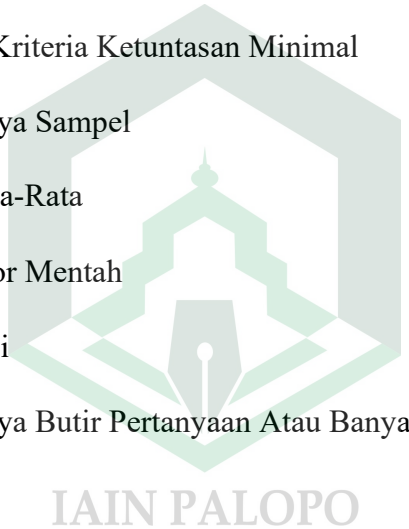 Kriteria Ketuntasan Minimal
ya Sampel
a-Rata
or Mentah
i
ya Butir Pertanyaan Atau Banya
IAIN PALOPO